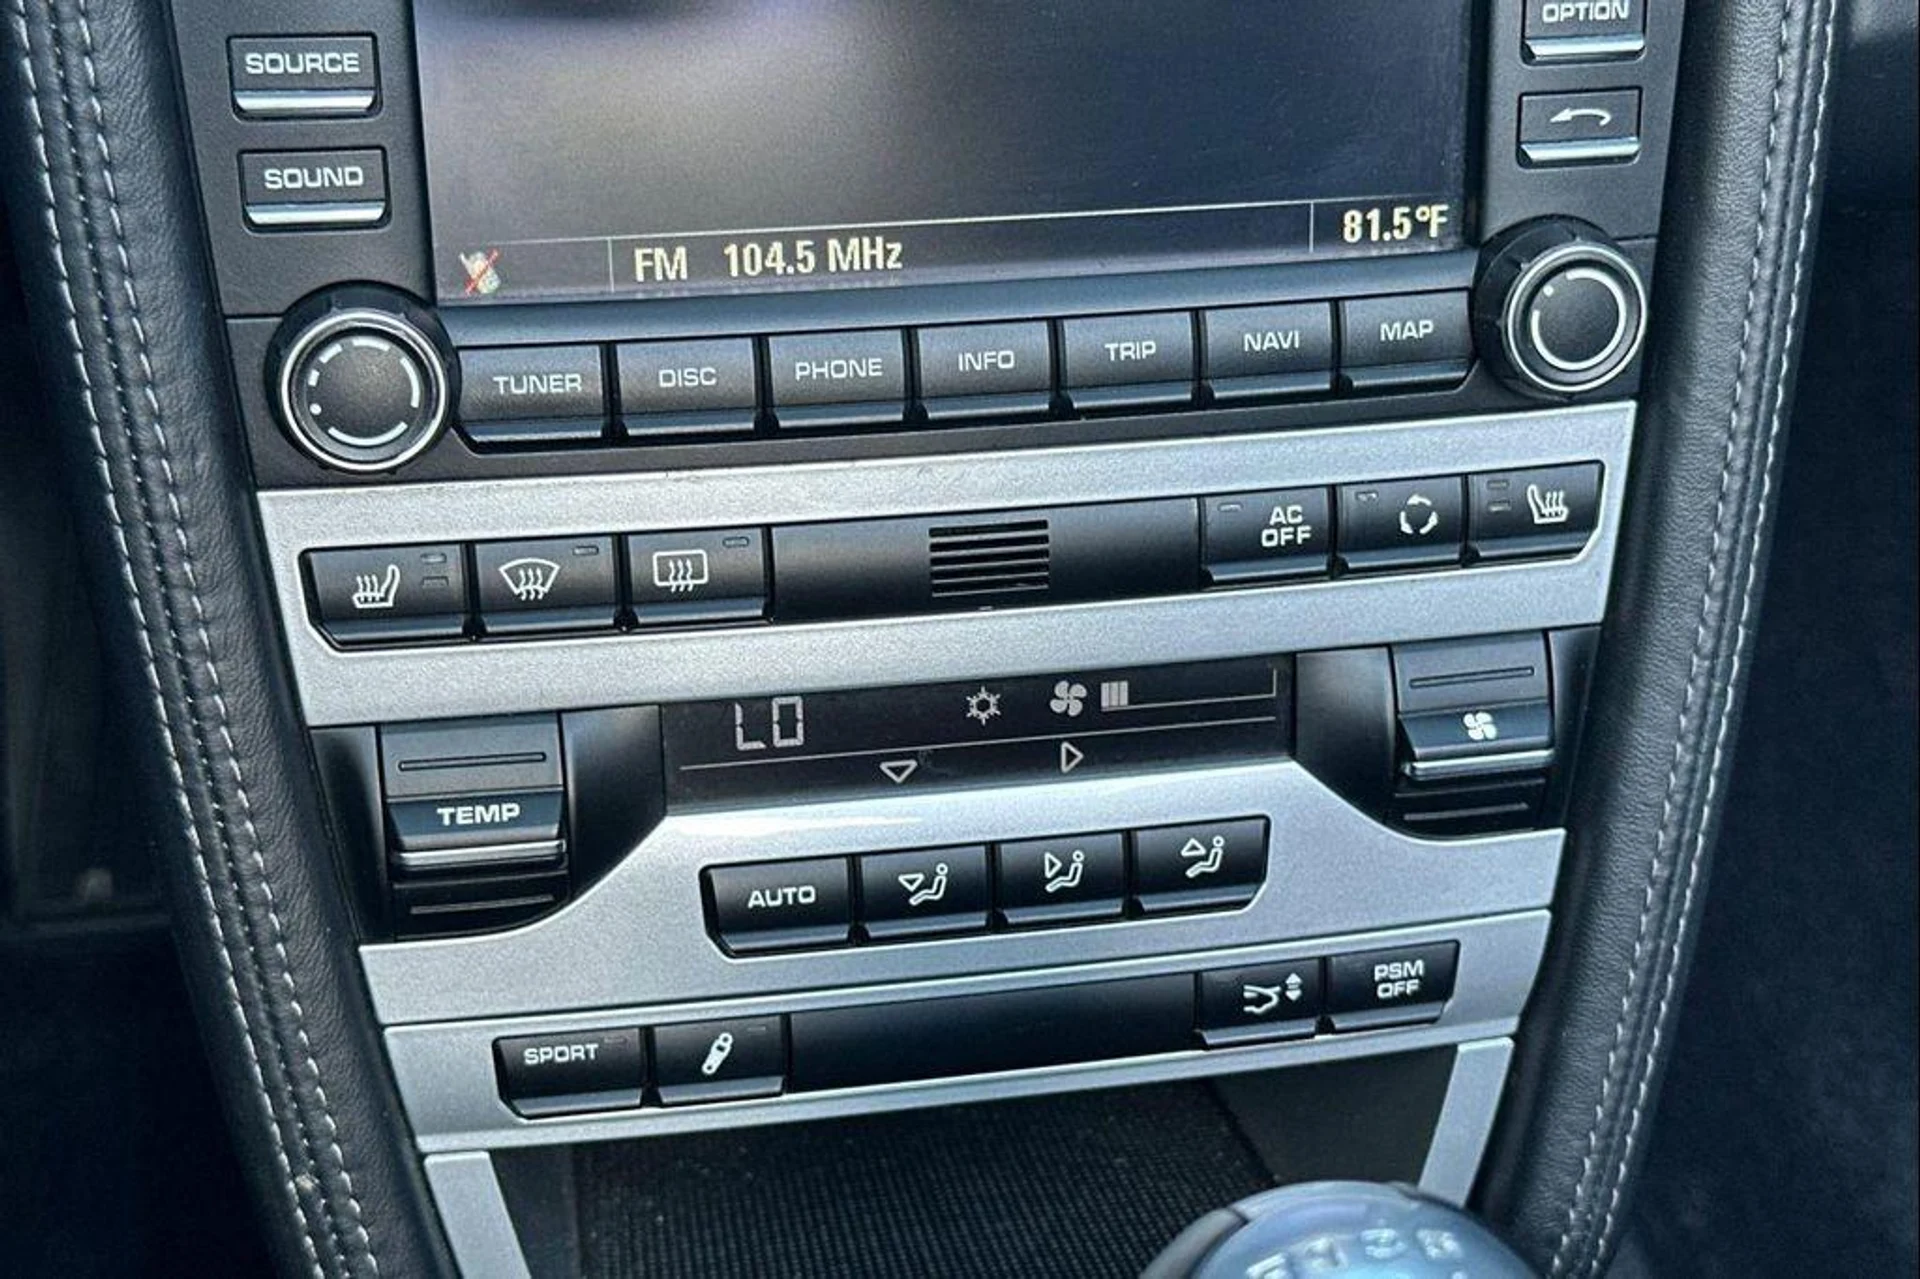 OPTION
SOURCE
SOUND
FM 104.5 MHz
81.5°F
TUNER
DISC
PHONE
INFO
TRIP
NAVI
MAP
AC
OFF
LO
TEMP
AUTO
SPORT
PSM
OFF